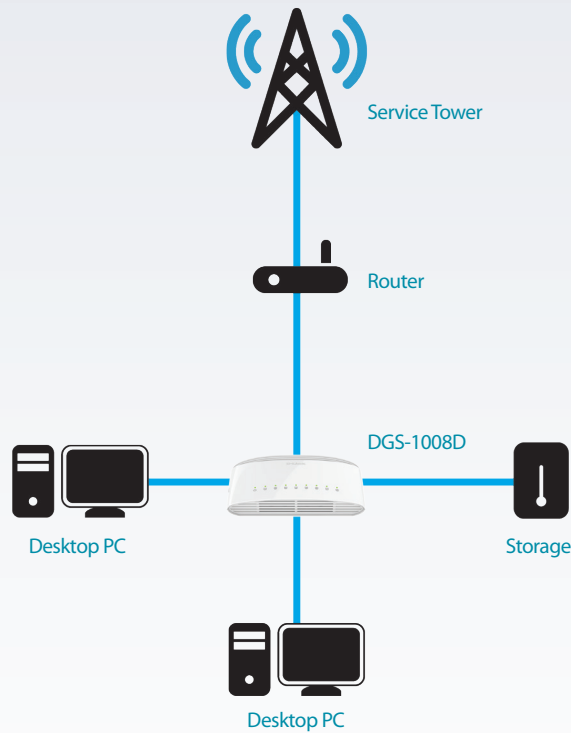 Service Tower
Router
DGS-1008D
Desktop PC
Storage
Desktop PC